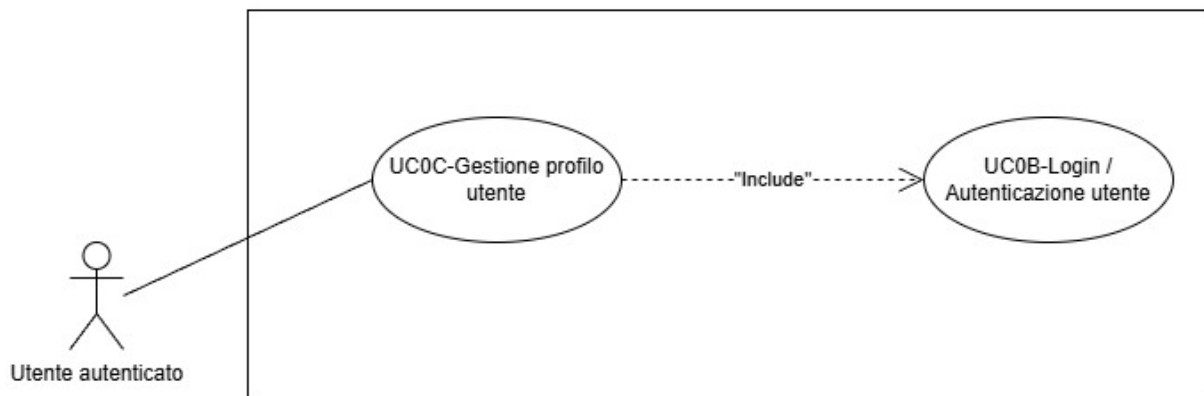 UC0C-Gestione profilo
utente
"Include"
UC0B-Login /
Autenticazione utente
Utente autenticato